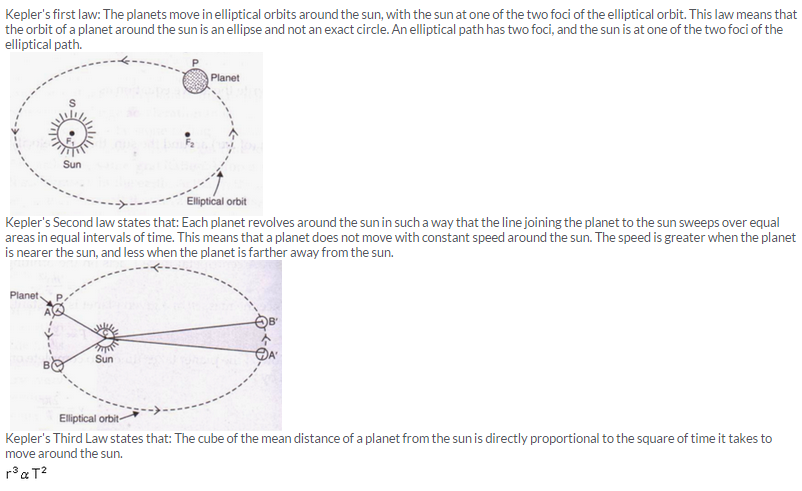 Kepler's first law: The planets move in elliptical orbits around the sun, with the sun at one of the two foci of the elliptical orbit. This law means that
the orbit of a planet around the sun is an ellipse and not an exact circle. An elliptical path has two foci, and the sun is at one of the two foci of the
elliptical path.
P
Planet
S
F₁
F₂
Sun
Elliptical orbit
Kepler's Second law states that: Each planet revolves around the sun in such a way that the line joining the planet to the sun sweeps over equal
areas in equal intervals of time. This means that a planet does not move with constant speed around the sun. The speed is greater when the planet
is nearer the sun, and less when the planet is farther away from the sun.
Planet P
A
B'
A'
Sun
B
Elliptical orbit
Kepler's Third Law states that: The cube of the mean distance of a planet from the sun is directly proportional to the square of time it takes to
move around the sun.
r³ α T²